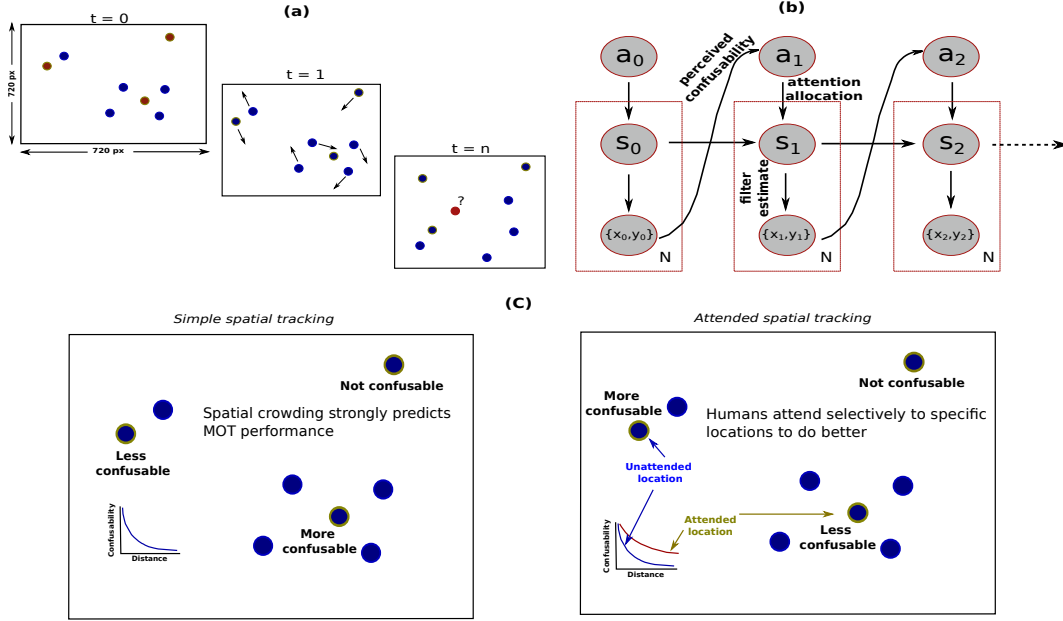 (a)
t = 0
720 px
720 px
t = 1
t = n
?
(b)
a0
a1
a2
perceived
confusability
attention
allocation
s0
s1
s2
filter
estimate
{x0,y0}
{x1,y1}
{x2,y2}
N
N
N
(C)
Simple spatial tracking
Not confusable
Spatial crowding strongly predicts
MOT performance
Less
confusable
More
confusable
Confusability
Distance
Attended spatial tracking
Not confusable
More
confusable
Humans attend selectively to specific
locations to do better
Unattended
location
Attended
location
Less
confusable
Confusability
Distance